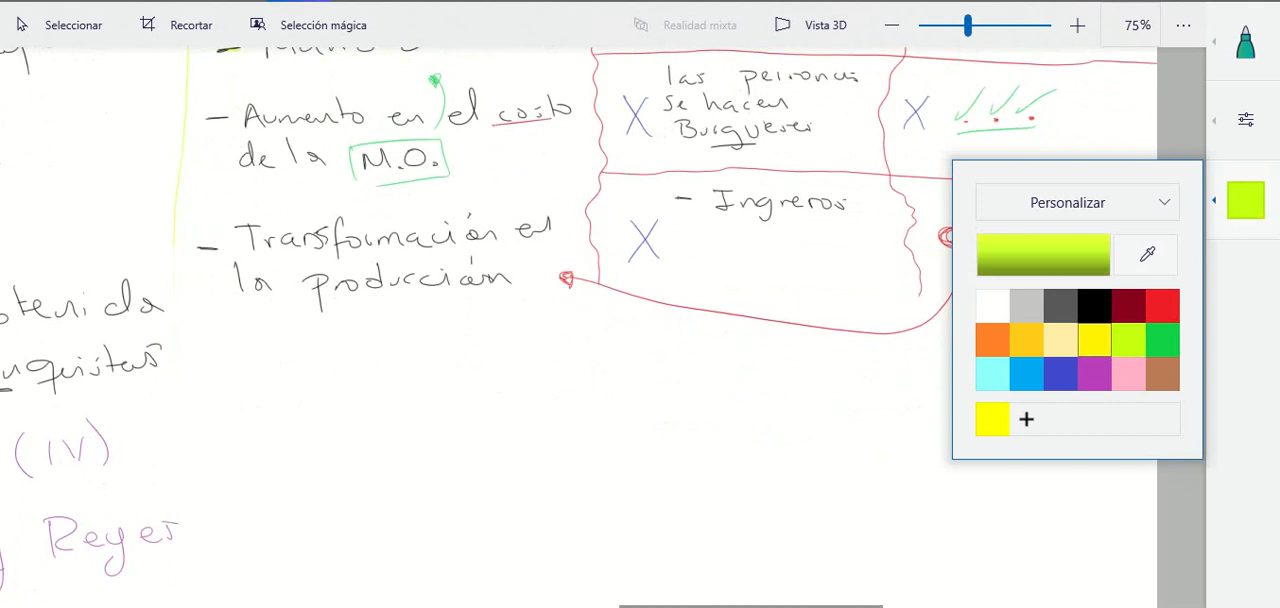 Seleccionar
Recortar
Selección mágica
Realidad mixta
Vista 3D
75%
- Aumento en el costo
de la M.O.
las personas
se hacen
Burgueses
X
X
- Transformación en
la producción
X
- Ingresos
Personalizar
(IV)
Reyes